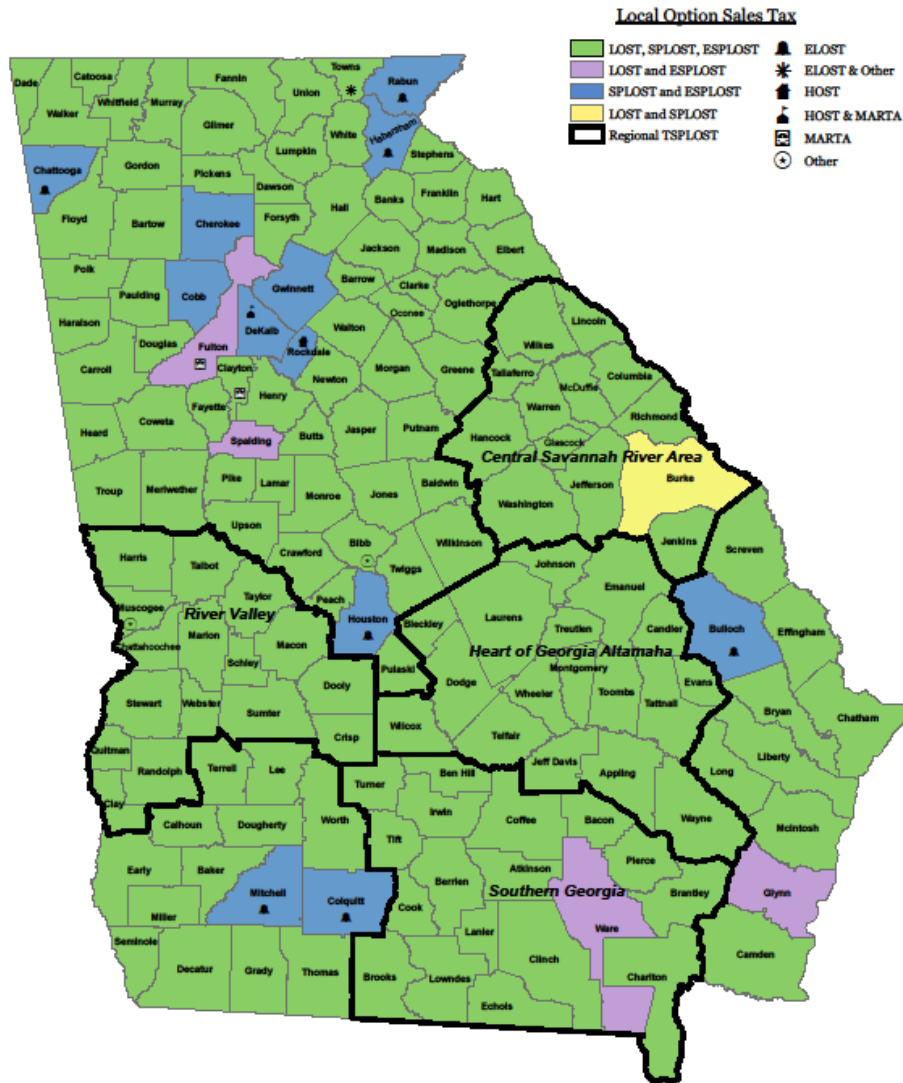 Local Option Sales Tax
LOST, SPLOST, ESPLOST
LOST and ESPLOST
SPLOST and ESPLOST
LOST and SPLOST
Regional TSPLOST
ELOST
ELOST & Other
HOST
HOST & MARTA
MARTA
Other
Dade
Catoosa
Walker
Whitfield
Murray
Fannin
Gilmer
Union
Towns
Rabun
White
Habersham
Lumpkin
Stephens
Chattooga
Gordon
Pickens
Dawson
Hall
Banks
Franklin
Hart
Floyd
Bartow
Cherokee
Forsyth
Jackson
Madison
Elbert
Polk
Paulding
Cobb
Gwinnett
Barrow
Clarke
Oconee
Oglethorpe
Haralson
Douglas
Fulton
DeKalb
Rockdale
Walton
Carroll
Clayton
Fayette
Henry
Newton
Morgan
Greene
Wilkes
Lincoln
Taliaferro
McDuffie
Columbia
Warren
Richmond
Heard
Coweta
Spalding
Butts
Jasper
Putnam
Hancock
Glascock
Central Savannah River Area
Troup
Meriwether
Pike
Lamar
Monroe
Jones
Baldwin
Washington
Jefferson
Burke
Upson
Wilkinson
Jenkins
Screven
Harris
Talbot
Crawford
Bibb
Twiggs
Johnson
Emanuel
Muscogee
Taylor
Peach
Houston
Bleckley
Laurens
Treutlen
Candler
Bulloch
Effingham
River Valley
Chattahoochee
Marion
Macon
Schley
Pulaski
Heart of Georgia Altamaha
Montgomery
Dodge
Wheeler
Toombs
Tattnall
Evans
Bryan
Chatham
Stewart
Webster
Sumter
Dooly
Crisp
Wilcox
Telfair
Liberty
Long
Quitman
Randolph
Clay
Terrell
Lee
Turner
Ben Hill
Jeff Davis
Appling
Wayne
McIntosh
Calhoun
Dougherty
Worth
Irwin
Tift
Coffee
Bacon
Pierce
Early
Baker
Mitchell
Colquitt
Berrien
Cook
Atkinson
Southern Georgia
Ware
Brantley
Glynn
Miller
Lanier
Clinch
Seminole
Decatur
Grady
Thomas
Brooks
Lowndes
Echols
Charlton
Camden